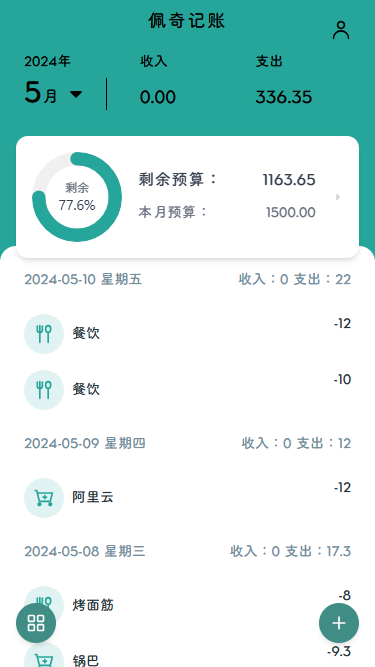 佩奇记账
2024年 收入 支出
5月 0.00 336.35
剩余
77.6%
剩余预算： 1163.65
本月预算： 1500.00
2024-05-10 星期五 收入：0 支出：22
餐饮 -12
餐饮 -10
2024-05-09 星期四 收入：0 支出：12
阿里云 -12
2024-05-08 星期三 收入：0 支出：17.3
烤面筋 -8
锅巴 -9.3